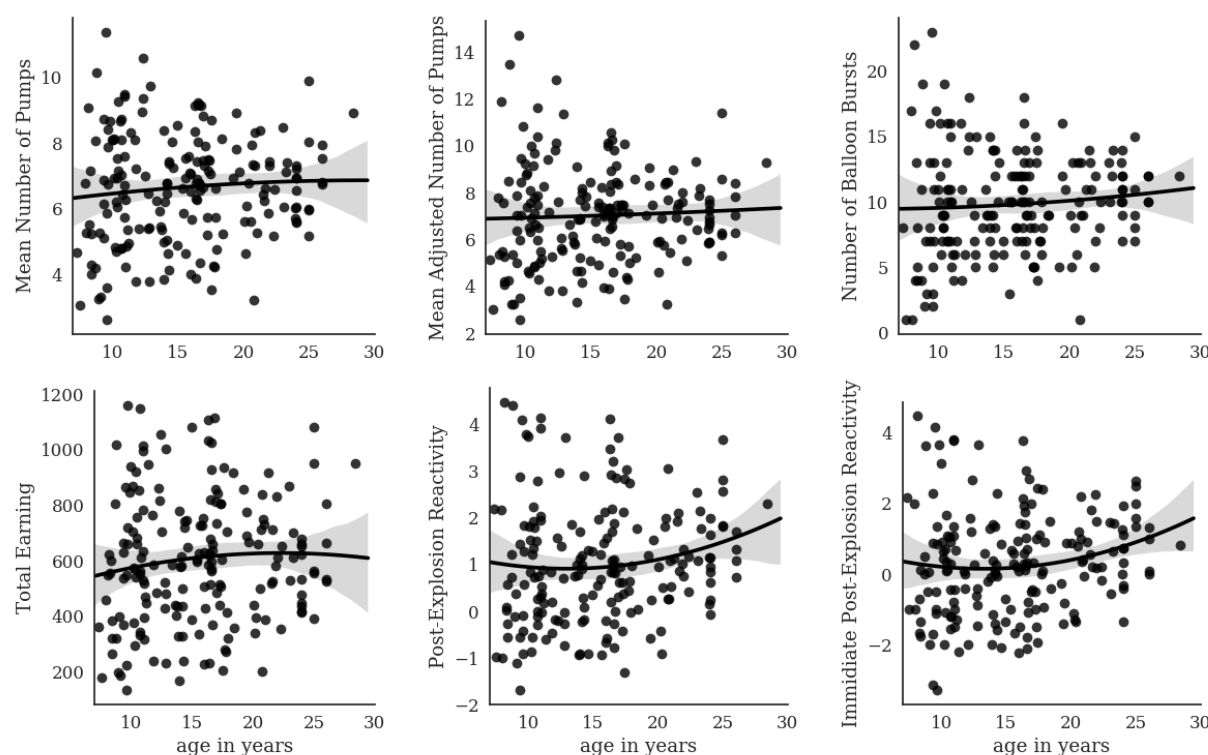 Mean Number of Pumps
10
8
6
4
10 15 20 25 30
Mean Adjusted Number of Pumps
14
12
10
8
6
4
2
10 15 20 25 30
Number of Balloon Bursts
20
15
10
5
0
10 15 20 25 30
Total Earning
1200
1000
800
600
400
200
10 15 20 25 30
age in years
Post-Explosion Reactivity
4
3
2
1
0
−1
−2
10 15 20 25 30
age in years
Immidiate Post-Explosion Reactivity
4
2
0
−2
10 15 20 25 30
age in years